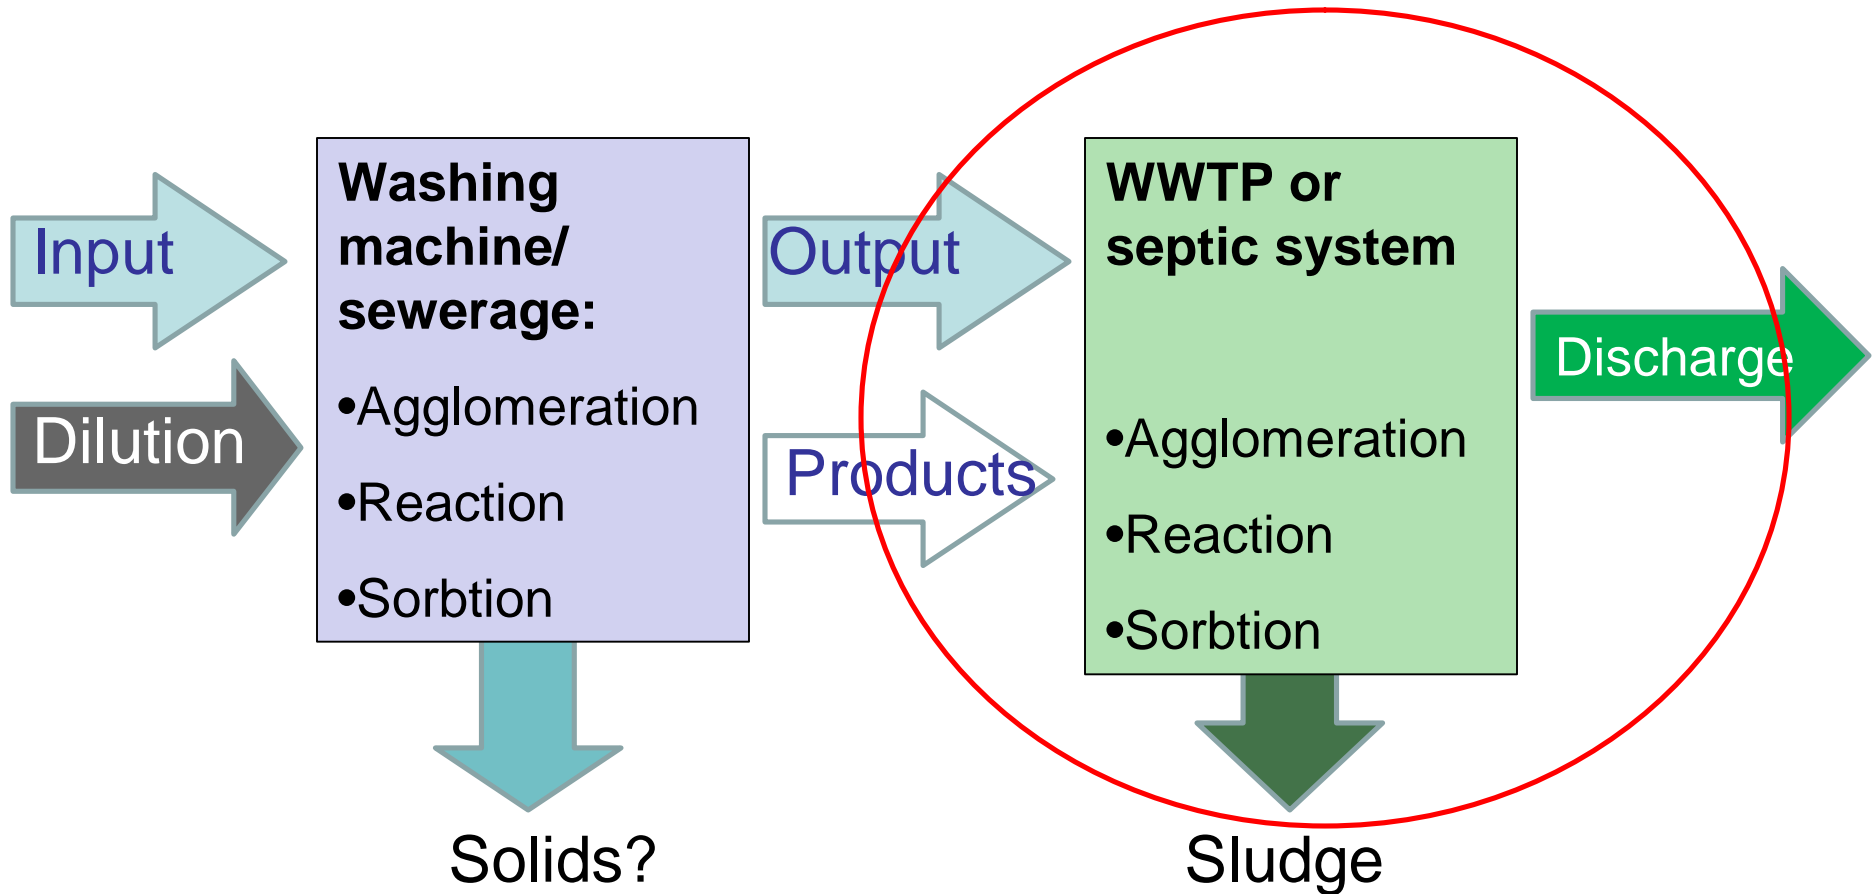 Input
Dilution
Washing
machine/
sewerage:
•Agglomeration
•Reaction
•Sorbtion
Solids?
Output
Products
WWTP or
septic system
•Agglomeration
•Reaction
•Sorbtion
Sludge
Discharge